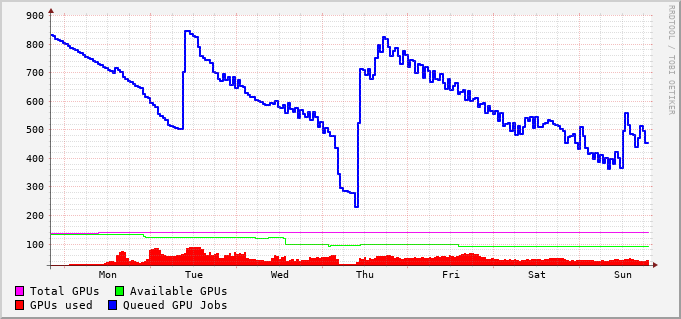 900
800
700
600
500
400
300
200
100
Mon Tue Wed Thu Fri Sat Sun
Total GPUs Available GPUs
GPUs used Queued GPU Jobs
RRDTOOL / TOBI OETIKER